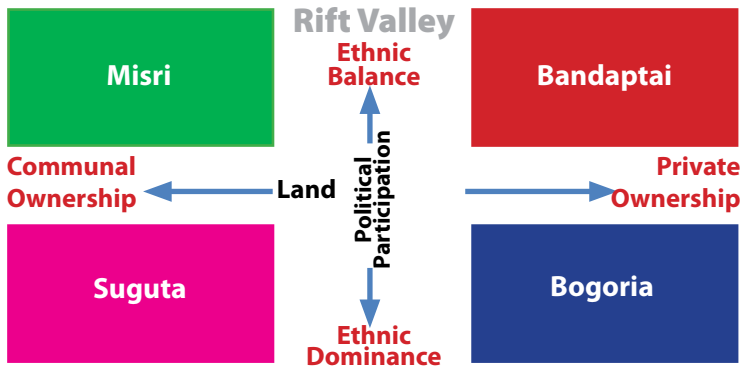 Rift Valley
Misri
Ethnic
Balance
Bandaptai
Communal
Ownership
Land
Political
Participation
Private
Ownership
Suguta
Bogoria
Ethnic
Dominance